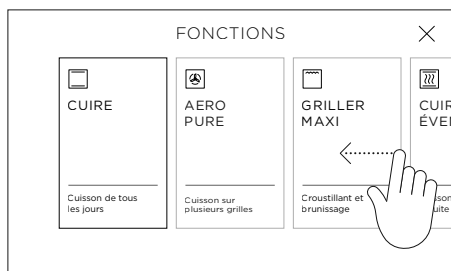 FONCTIONS
CUIRE
Cuisson de tous
les jours
AERO
PURE
Cuisson sur
plusieurs grilles
GRILLER
MAXI
Croustillant et
brunissage
CUIR